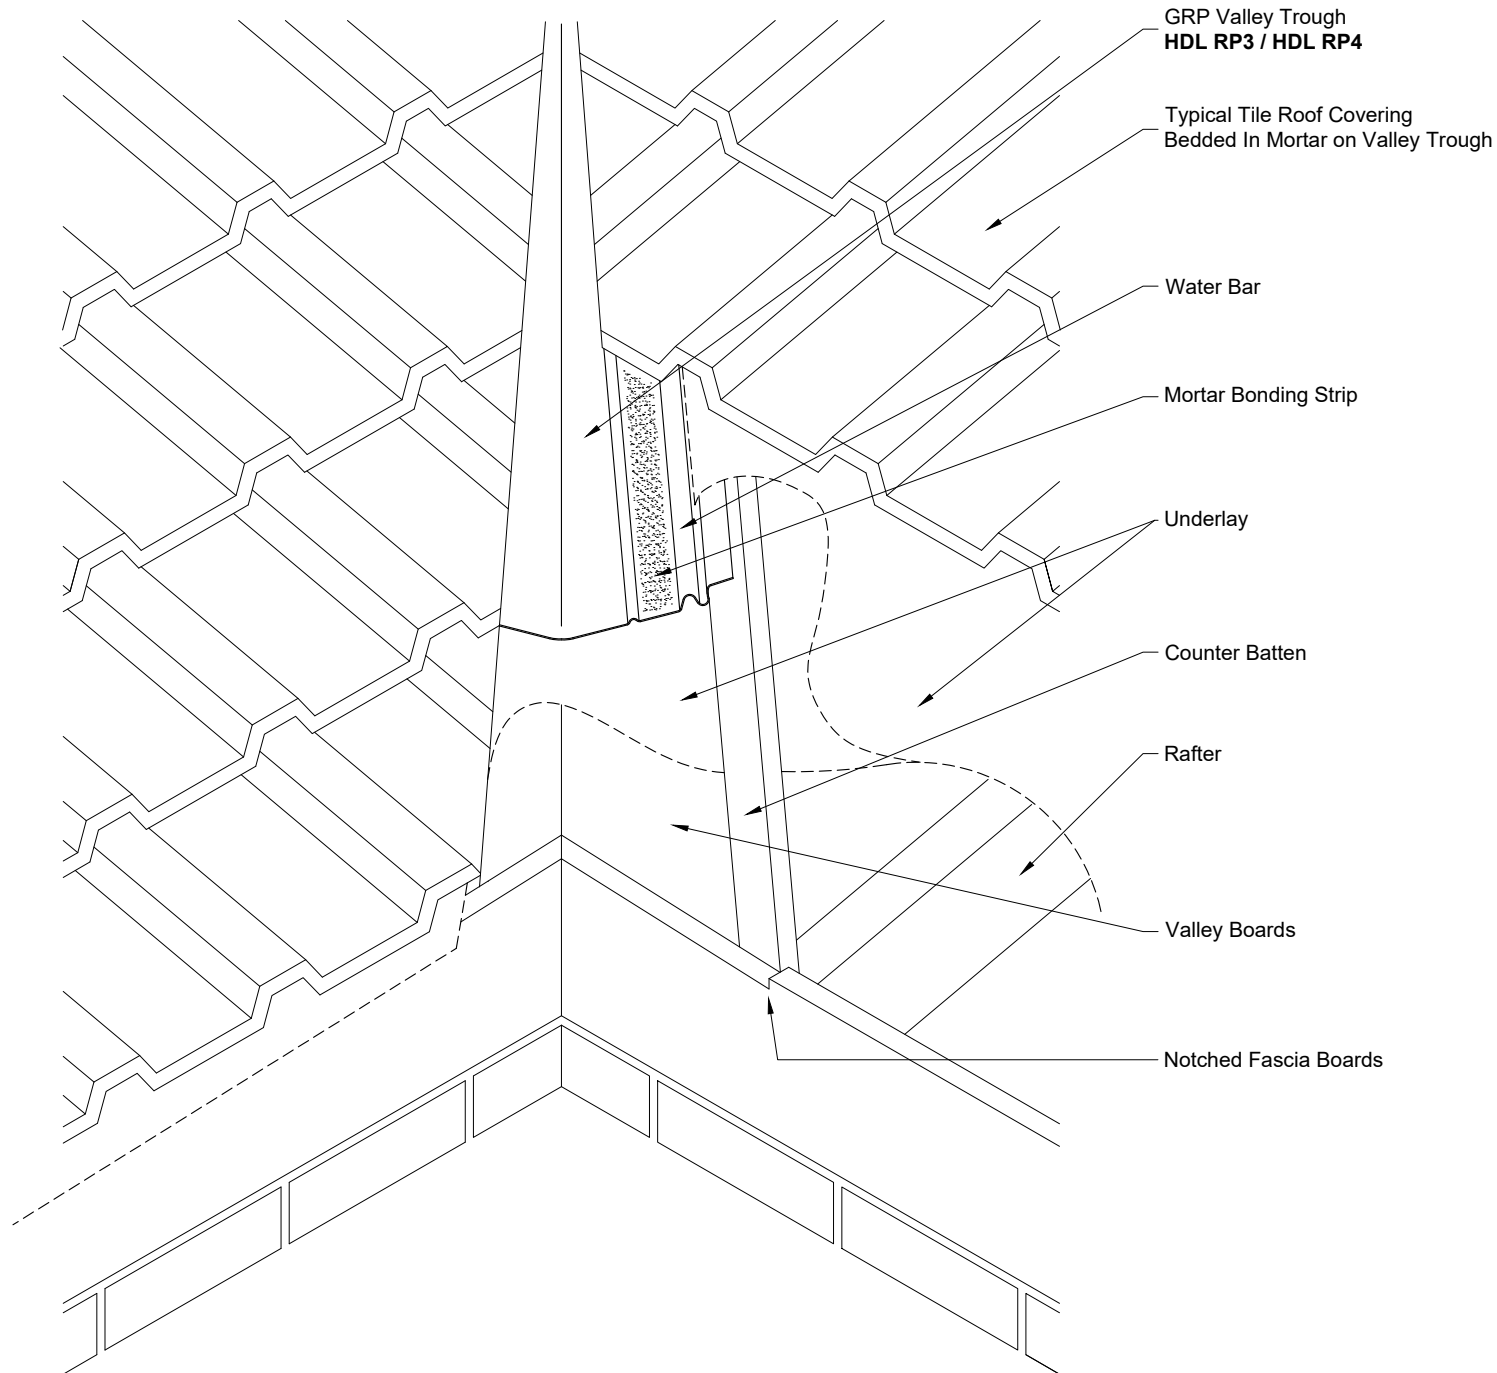 GRP Valley Trough
HDL RP3 / HDL RP4
Typical Tile Roof Covering
Bedded In Mortar on Valley Trough
Water Bar
Mortar Bonding Strip
Underlay
Counter Batten
Rafter
Valley Boards
Notched Fascia Boards